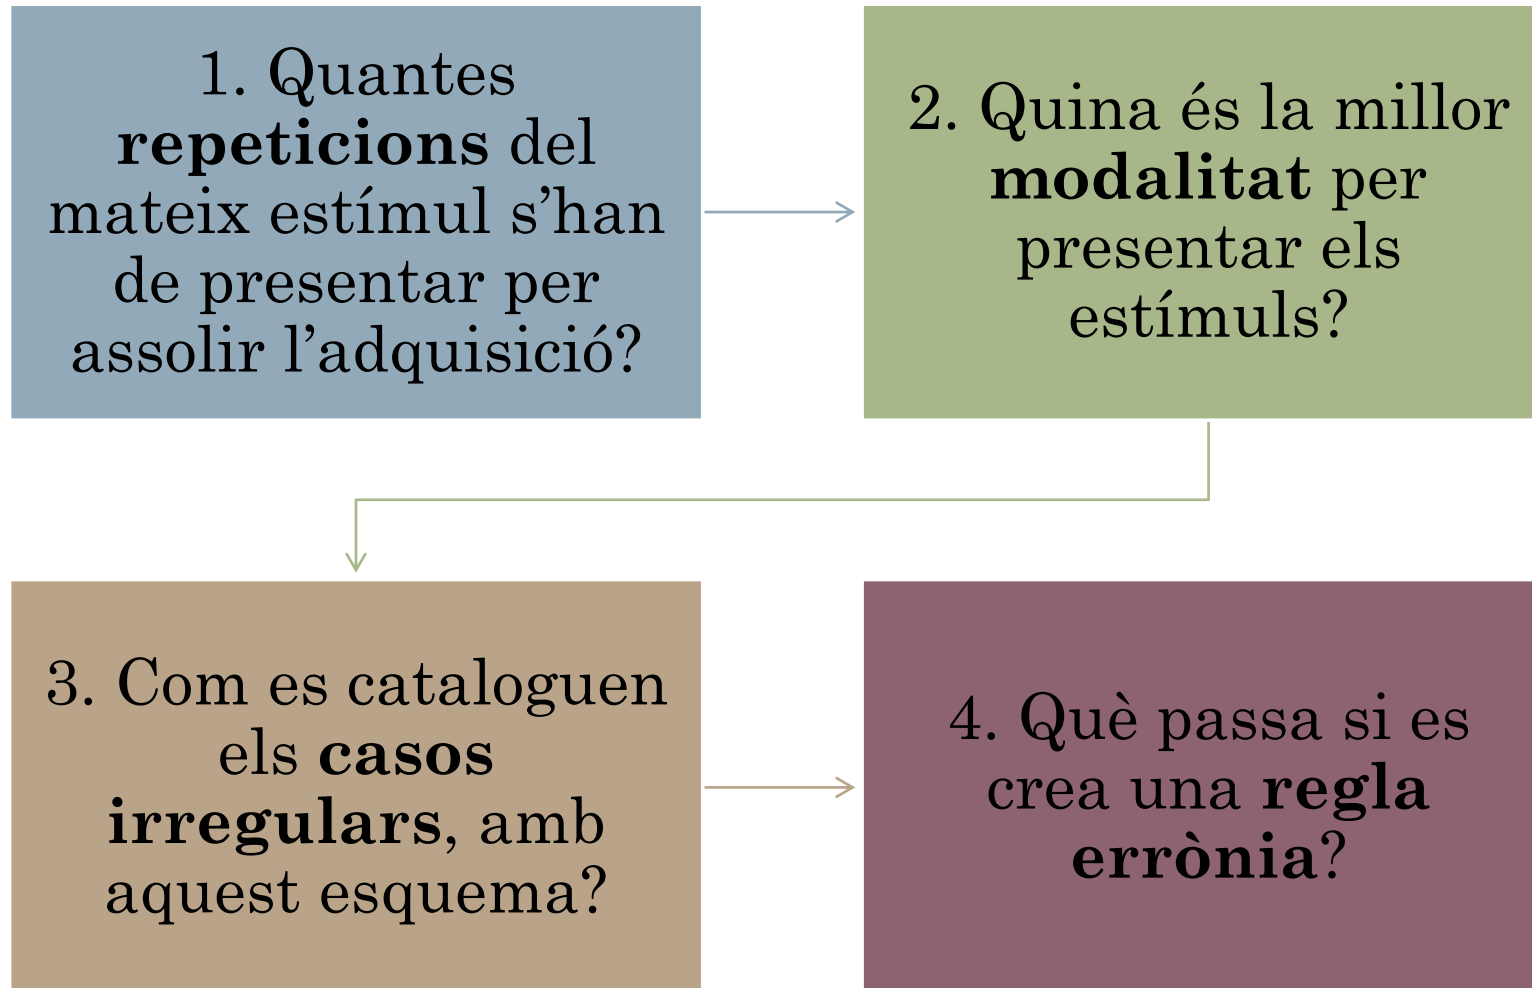 1. Quantes
repeticions del
mateix estímul s’han
de presentar per
assolir l’adquisició?
2. Quina és la millor
modalitat per
presentar els
estímuls?
3. Com es cataloguen
els casos
irregulars, amb
aquest esquema?
4. Què passa si es
crea una regla
errònia?